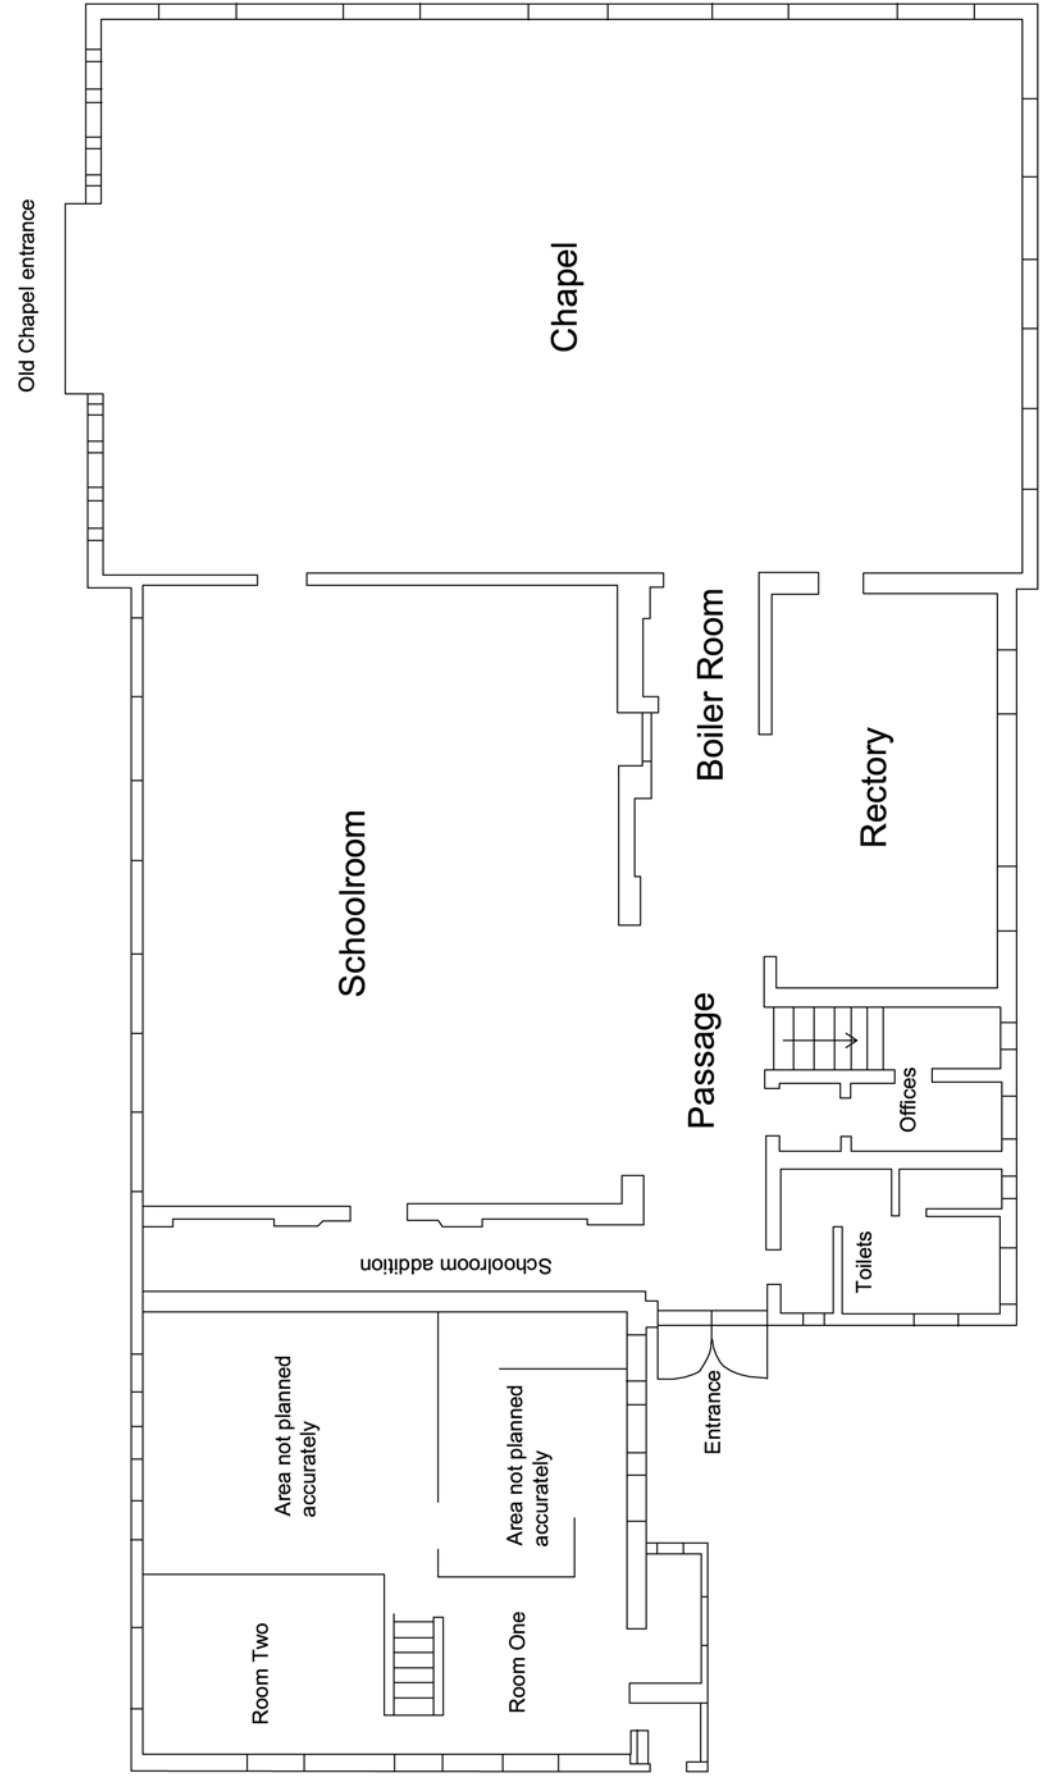 Old Chapel entrance
Chapel
Boiler Room
Schoolroom
Rectory
Passage
Offices
Schoolroom addition
Toilets
Entrance
Area not planned
accurately
Area not planned
accurately
Room Two
Room One